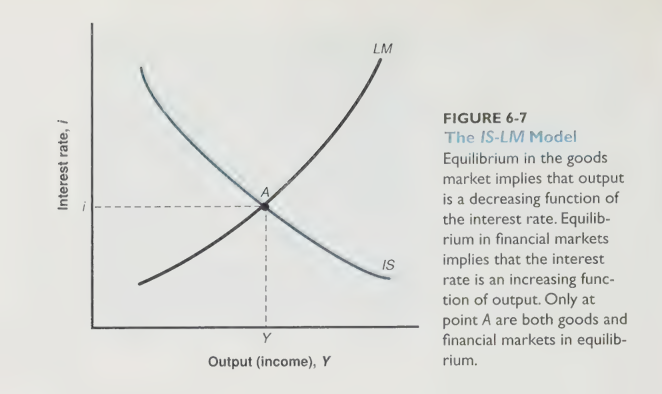 LM
Interest rate, i
A
i
IS
Y
Output (income), Y
FIGURE 6-7
The IS-LM Model
Equilibrium in the goods
market implies that output
is a decreasing function of
the interest rate. Equilib-
rium in financial markets
implies that the interest
rate is an increasing func-
tion of output. Only at
point A are both goods and
financial markets in equilib-
rium.